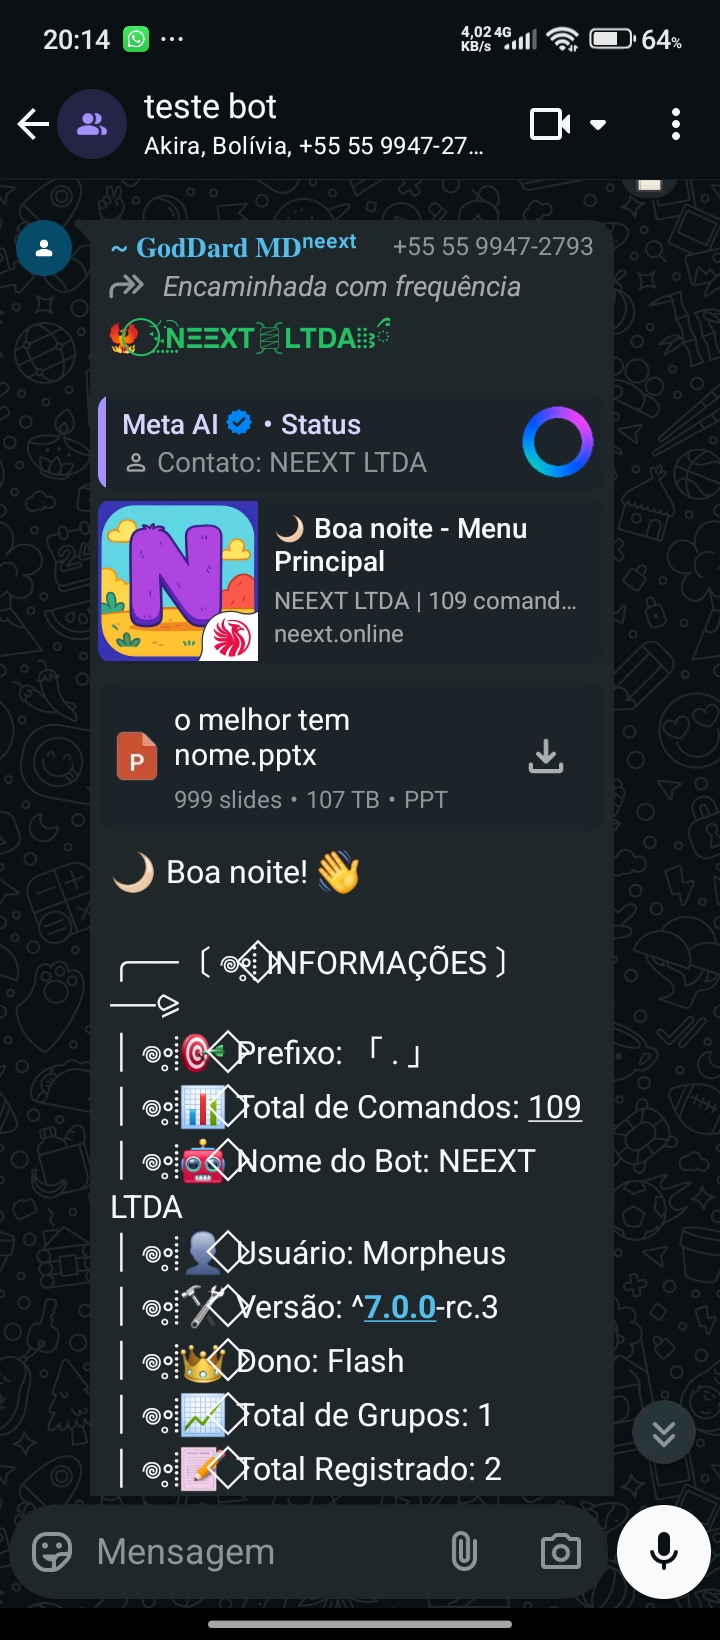 20:14
4,02 4G
KB/s
64%
teste bot
Akira, Bolívia, +55 55 9947-27...
~ GodDard MDⁿᵉᵉˣᵗ +55 55 9947-2793
Encaminhada com frequência
NΞΞXT LTDA
Meta AI • Status
Contato: NEEXT LTDA
🌙 Boa noite - Menu
Principal
NEEXT LTDA | 109 comand...
neext.online
N
o melhor tem
nome.pptx
P
999 slides • 107 TB • PPT
🌙 Boa noite! 👋
╭───〔 INFORMAÇÕES 〕
│ 🎯 Prefixo: 「 . 」
│ 📊 Total de Comandos: 109
│ 🤖 Nome do Bot: NEEXT
LTDA
│ 👤 Usuário: Morpheus
│ 🛠️ Versão: ^7.0.0-rc.3
│ 👑 Dono: Flash
│ 📈 Total de Grupos: 1
│ 📝 Total Registrado: 2
Mensagem